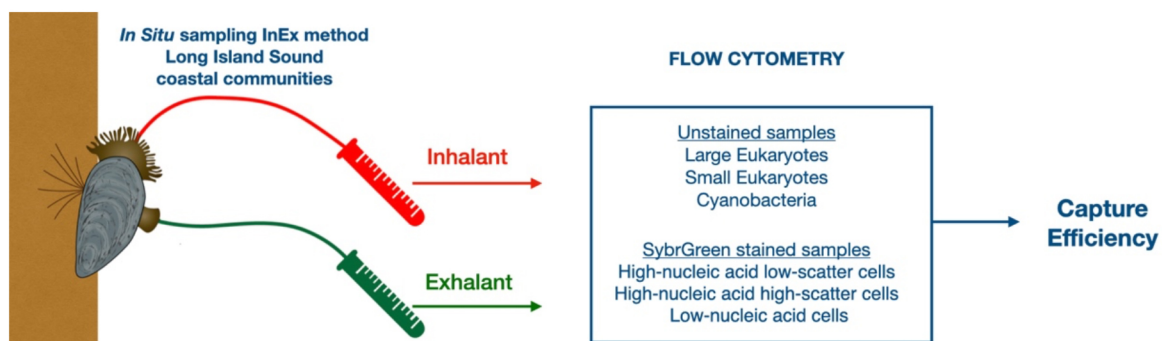 In Situ sampling InEx method
Long Island Sound
coastal communities
Inhalant
Exhalant
FLOW CYTOMETRY
Unstained samples
Large Eukaryotes
Small Eukaryotes
Cyanobacteria
SybrGreen stained samples
High-nucleic acid low-scatter cells
High-nucleic acid high-scatter cells
Low-nucleic acid cells
Capture
Efficiency